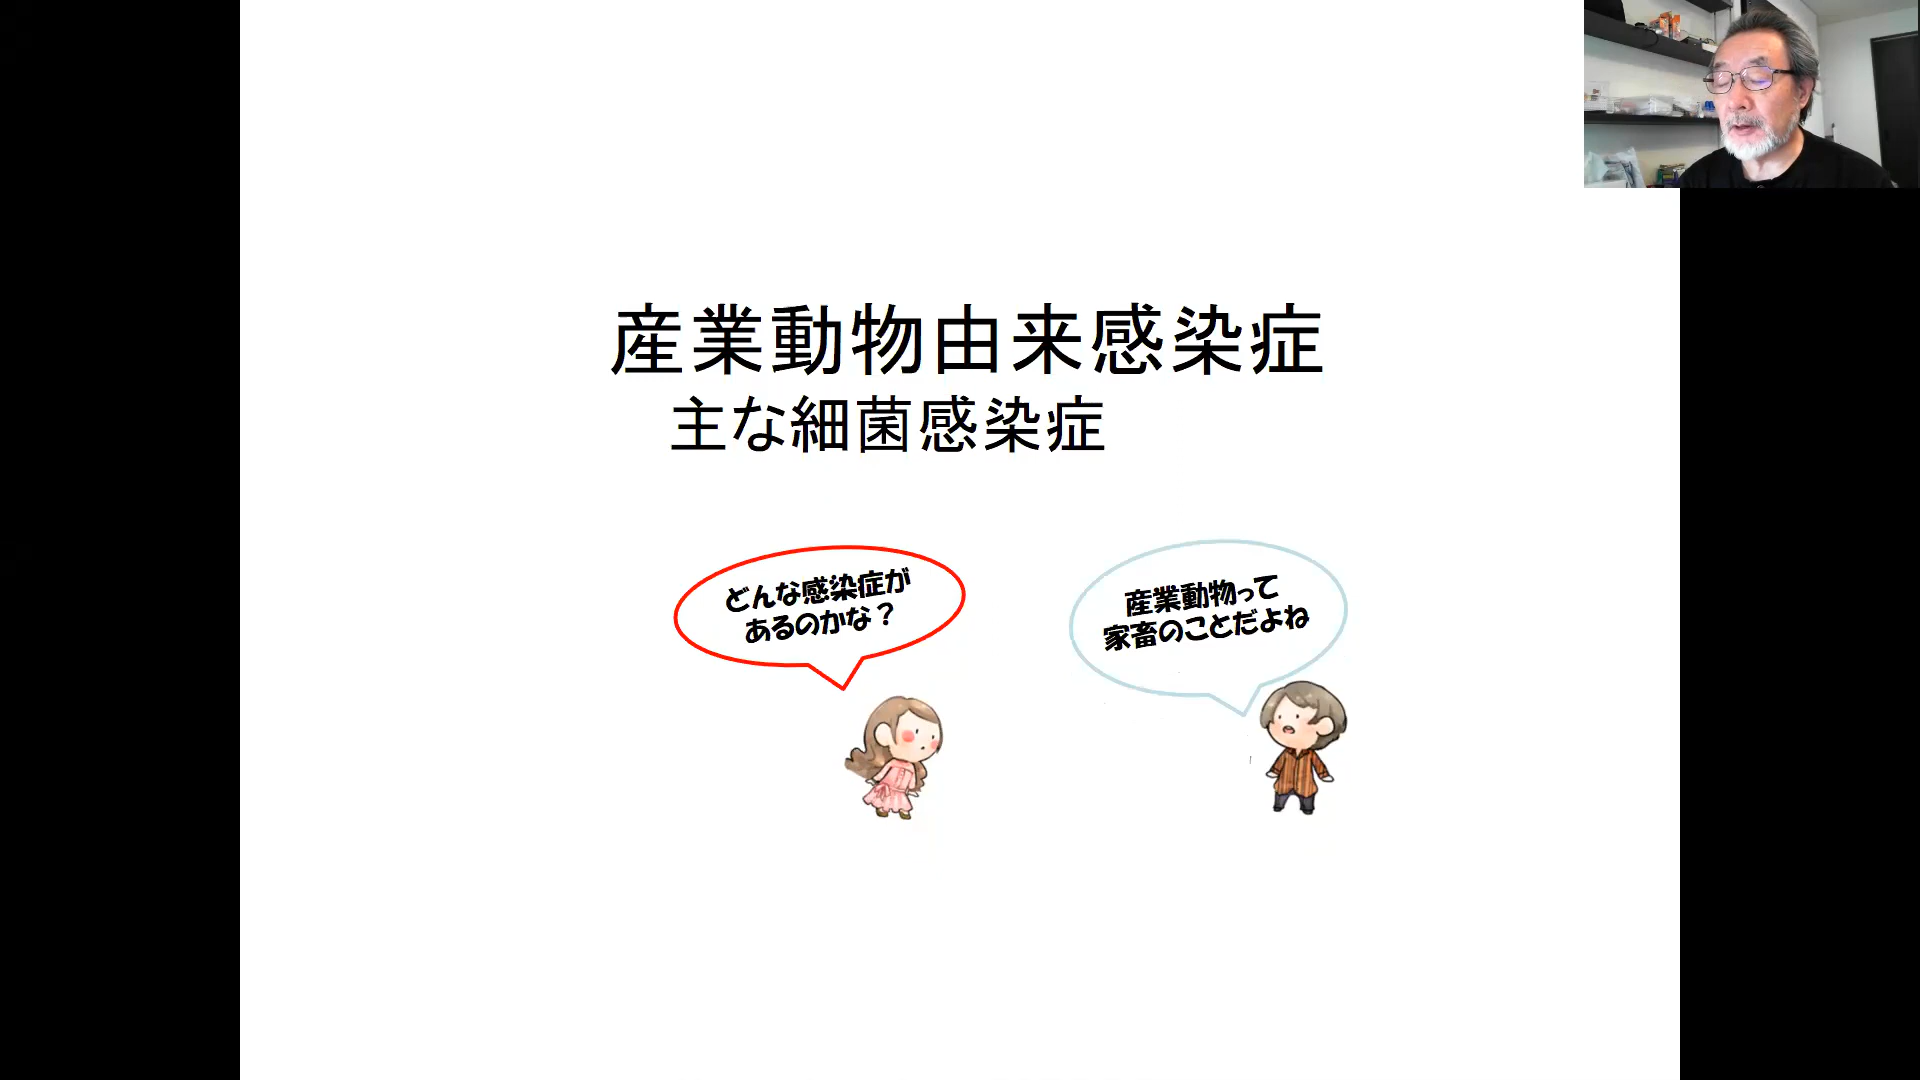 産業動物由来感染症
主な細菌感染症
どんな感染症が
あるのかな？
産業動物って
家畜のことだよね